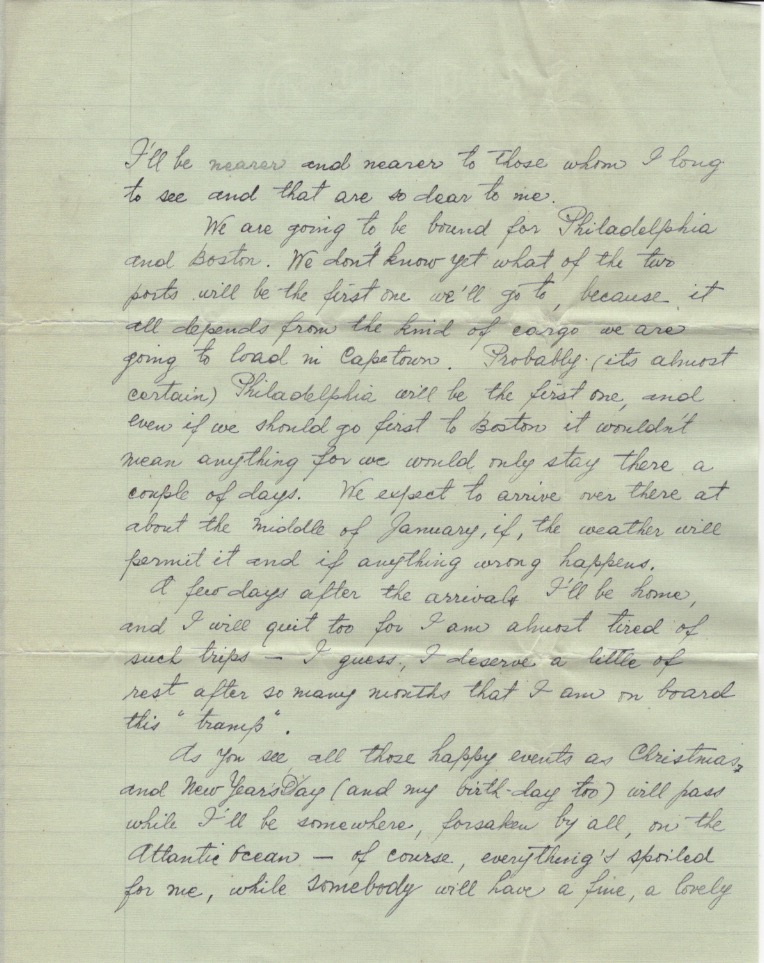 I'll be nearer and nearer to those whom I long
to see and that are so dear to me.
We are going to be bound for Philadelphia
and Boston. We don't know yet what of the two
ports will be the first one we'll go to, because it
all depends from the kind of cargo we are
going to load in Capetown. Probably (its almost
certain) Philadelphia will be the first one, and
even if we should go first to Boston it wouldn't
mean anything for we would only stay there a
couple of days. We expect to arrive over there at
about the middle of January, if, the weather will
permit it and if anything wrong happens.
A few days after the arrival, I'll be home,
and I will quit too for I am almost tired of
such trips — I guess, I deserve a little of
rest after so many months that I am on board
this "tramp".
As you see all those happy events as Christmas,
and New Year's Day (and my birth-day too) will pass
while I'll be somewhere, forsaken by all, on the
Atlantic Ocean — of course, everything's spoiled
for me, while somebody will have a fine, a lovely